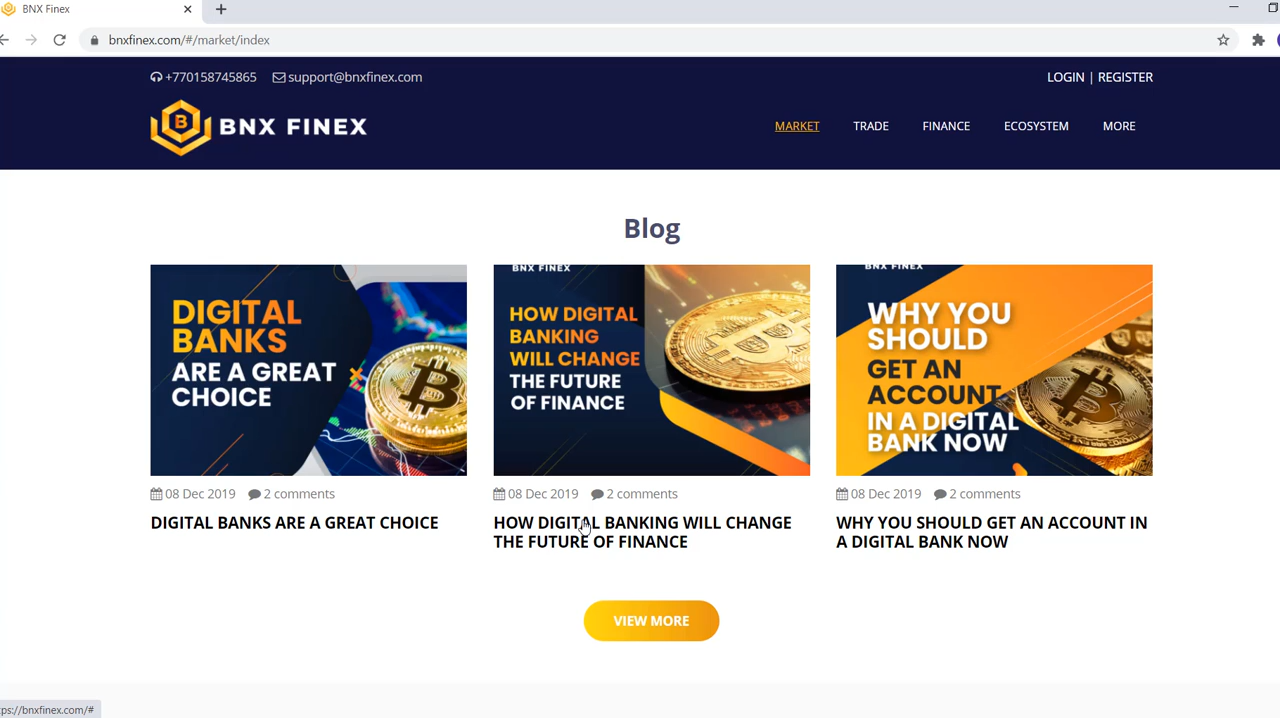 BNX Finex
bnxfinex.com/#/market/index
+770158745865 support@bnxfinex.com
LOGIN | REGISTER
B BNX FINEX
MARKET TRADE FINANCE ECOSYSTEM MORE
Blog
DIGITAL
BANKS
ARE A GREAT
CHOICE
BNX FINEX
HOW DIGITAL
BANKING
WILL CHANGE
THE FUTURE
OF FINANCE
BNX FINEX
WHY YOU
SHOULD
GET AN
ACCOUNT
IN A DIGITAL
BANK NOW
08 Dec 2019 2 comments
DIGITAL BANKS ARE A GREAT CHOICE
08 Dec 2019 2 comments
HOW DIGITAL BANKING WILL CHANGE
THE FUTURE OF FINANCE
08 Dec 2019 2 comments
WHY YOU SHOULD GET AN ACCOUNT IN
A DIGITAL BANK NOW
VIEW MORE
tps://bnxfinex.com/#